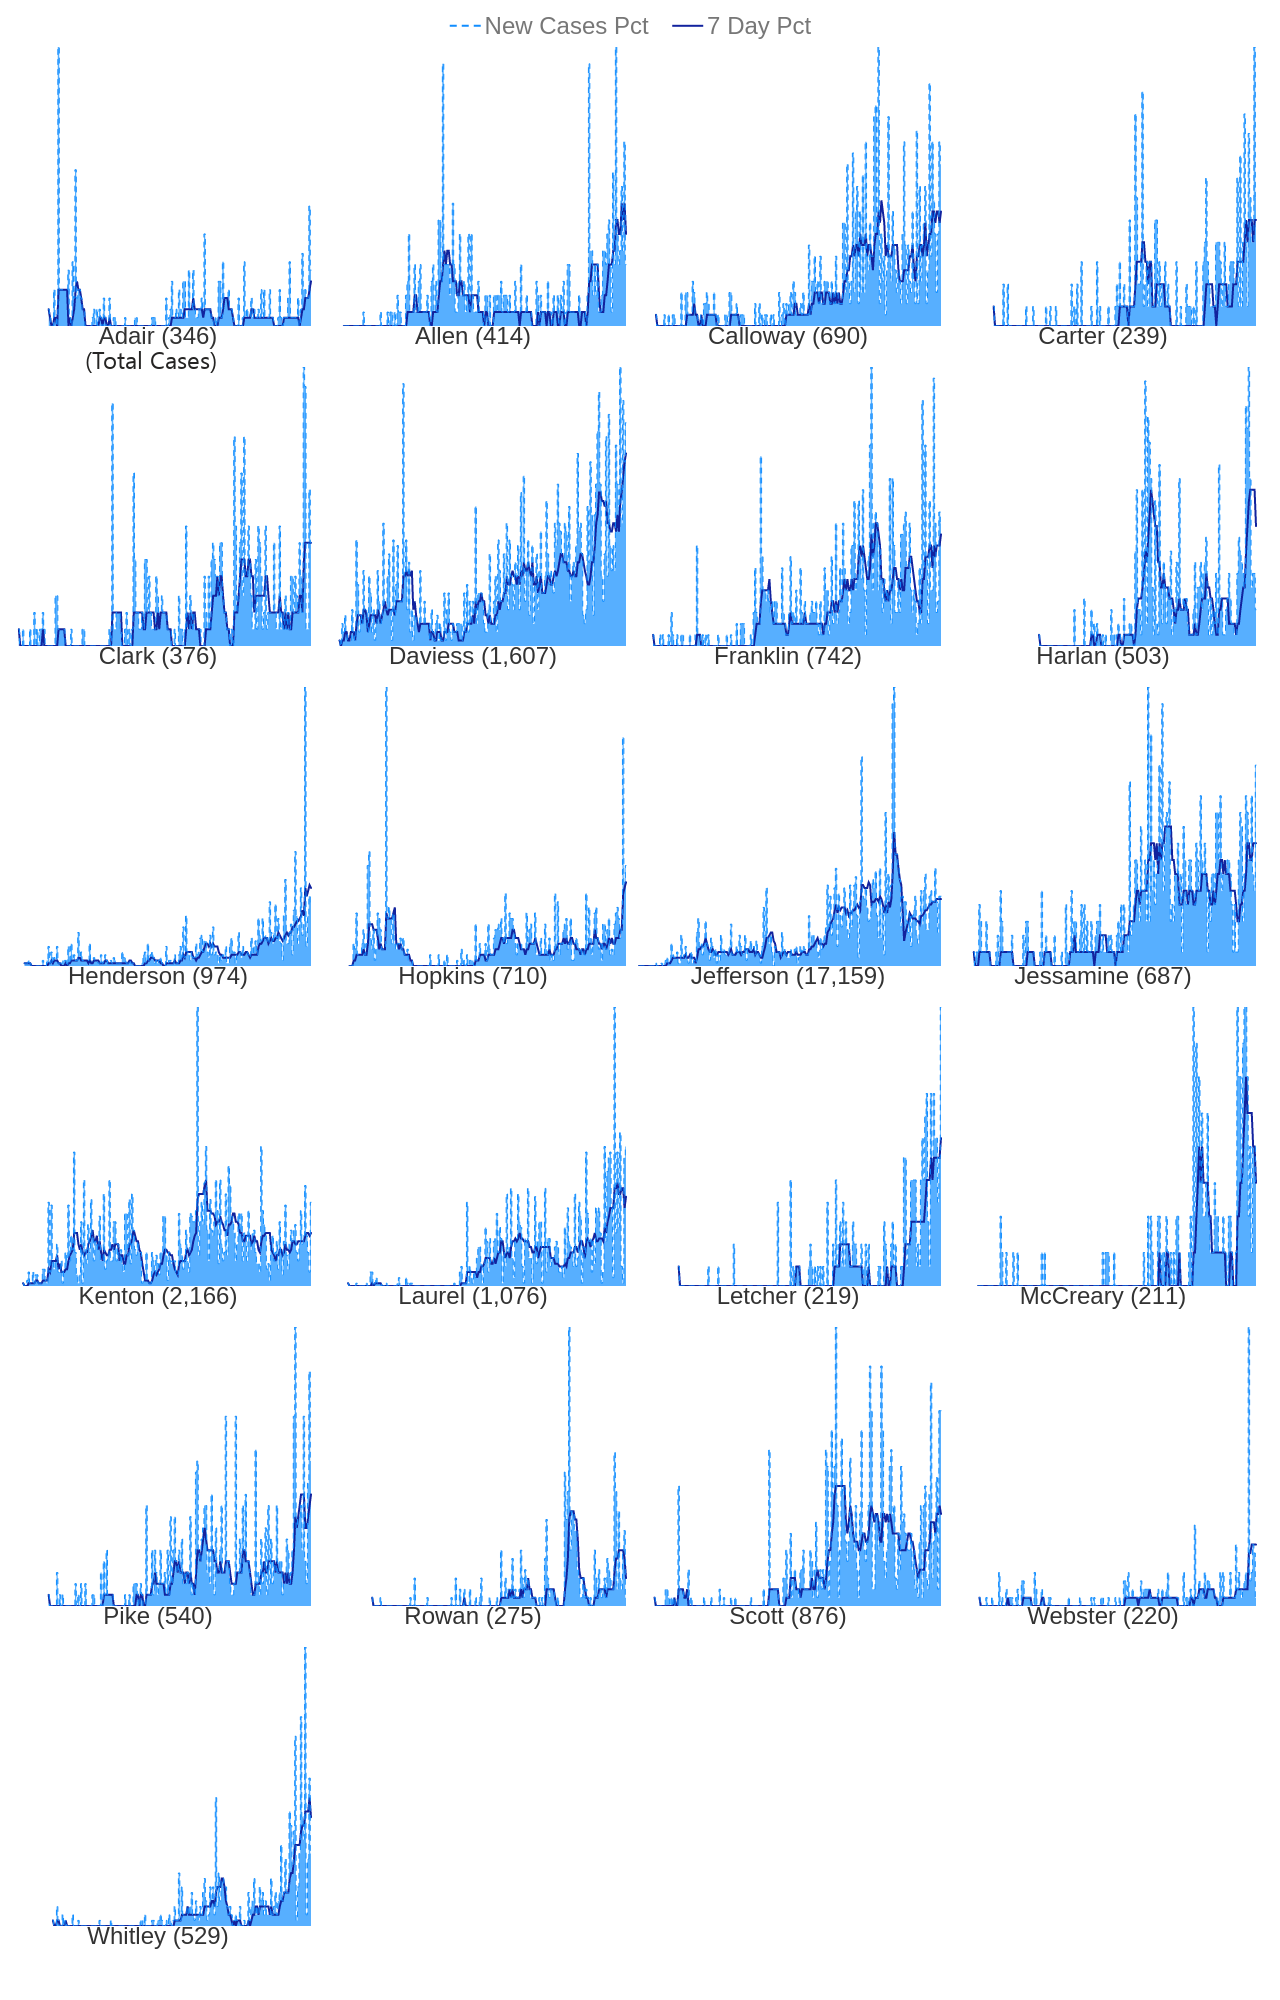 New Cases Pct 7 Day Pct
Adair (346) Allen (414) Calloway (690) Carter (239)
(Total Cases)
Clark (376) Daviess (1,607) Franklin (742) Harlan (503)
Henderson (974) Hopkins (710) Jefferson (17,159) Jessamine (687)
Kenton (2,166) Laurel (1,076) Letcher (219) McCreary (211)
Pike (540) Rowan (275) Scott (876) Webster (220)
Whitley (529)